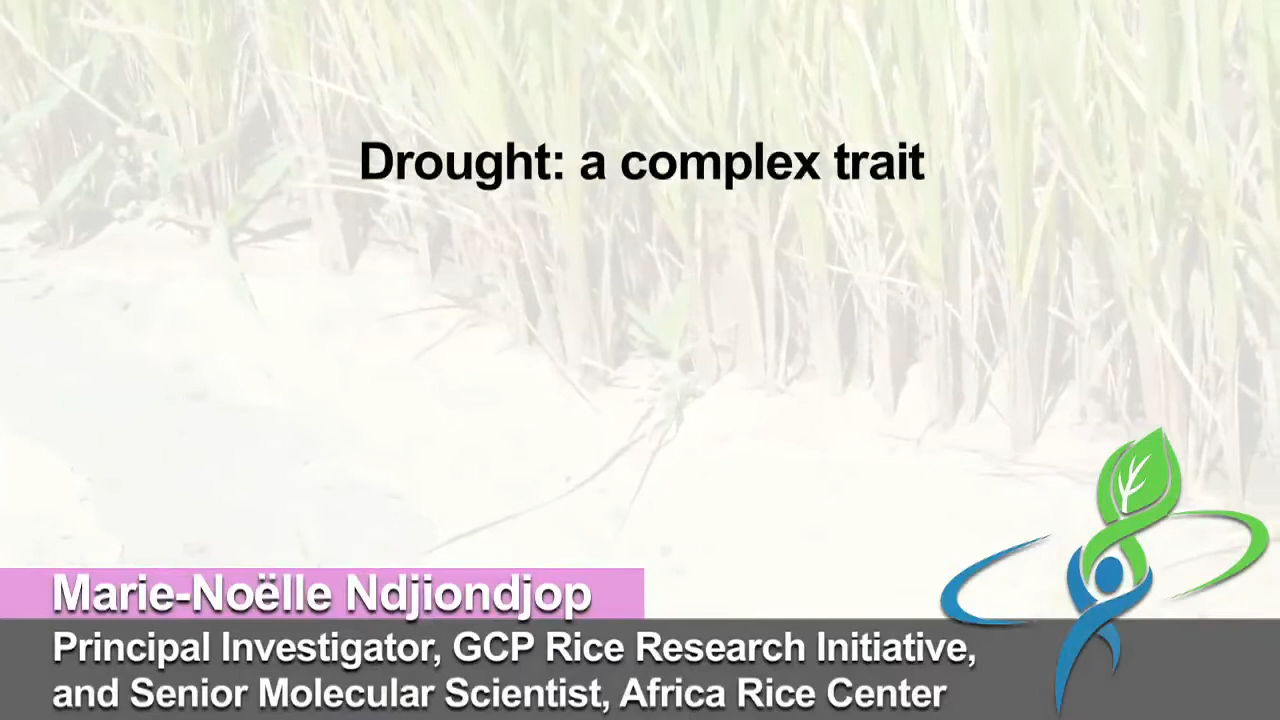 Drought: a complex trait
Marie-Noëlle Ndjiondjop
Principal Investigator, GCP Rice Research Initiative,
and Senior Molecular Scientist, Africa Rice Center